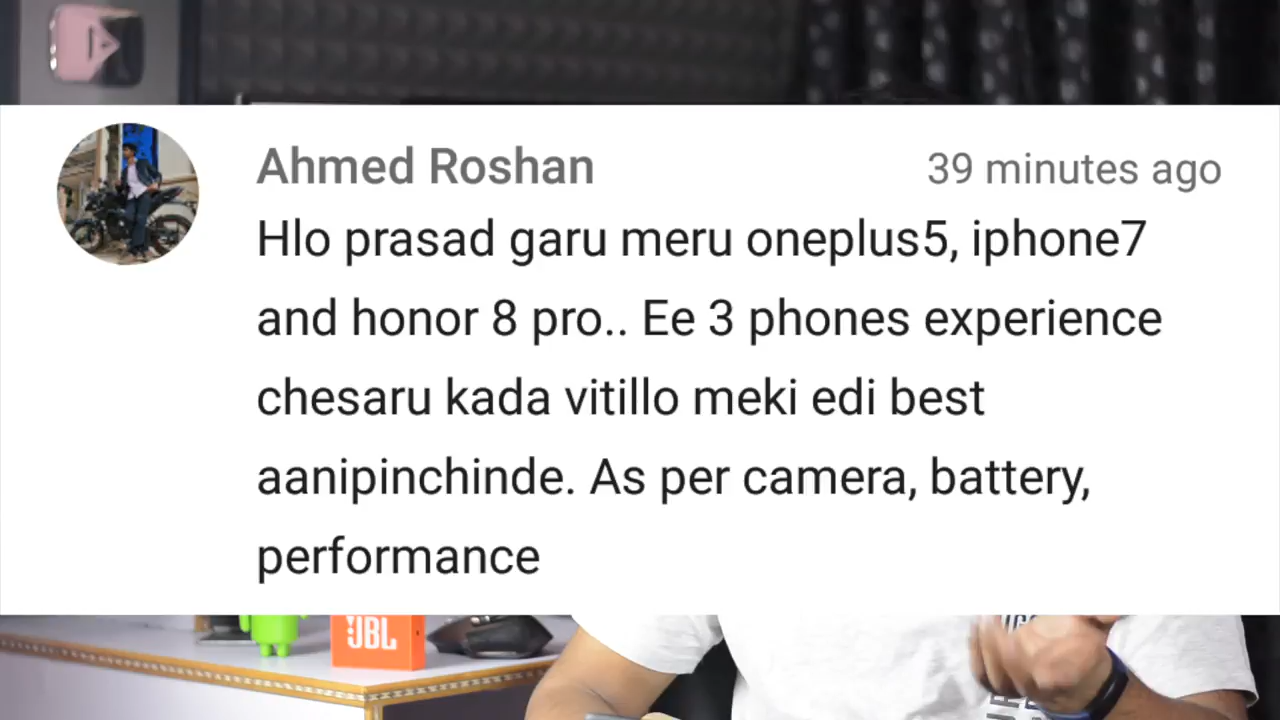 Ahmed Roshan 39 minutes ago
Hlo prasad garu meru oneplus5, iphone7
and honor 8 pro.. Ee 3 phones experience
chesaru kada vitillo meki edi best
aanipinchinde. As per camera, battery,
performance
JBL